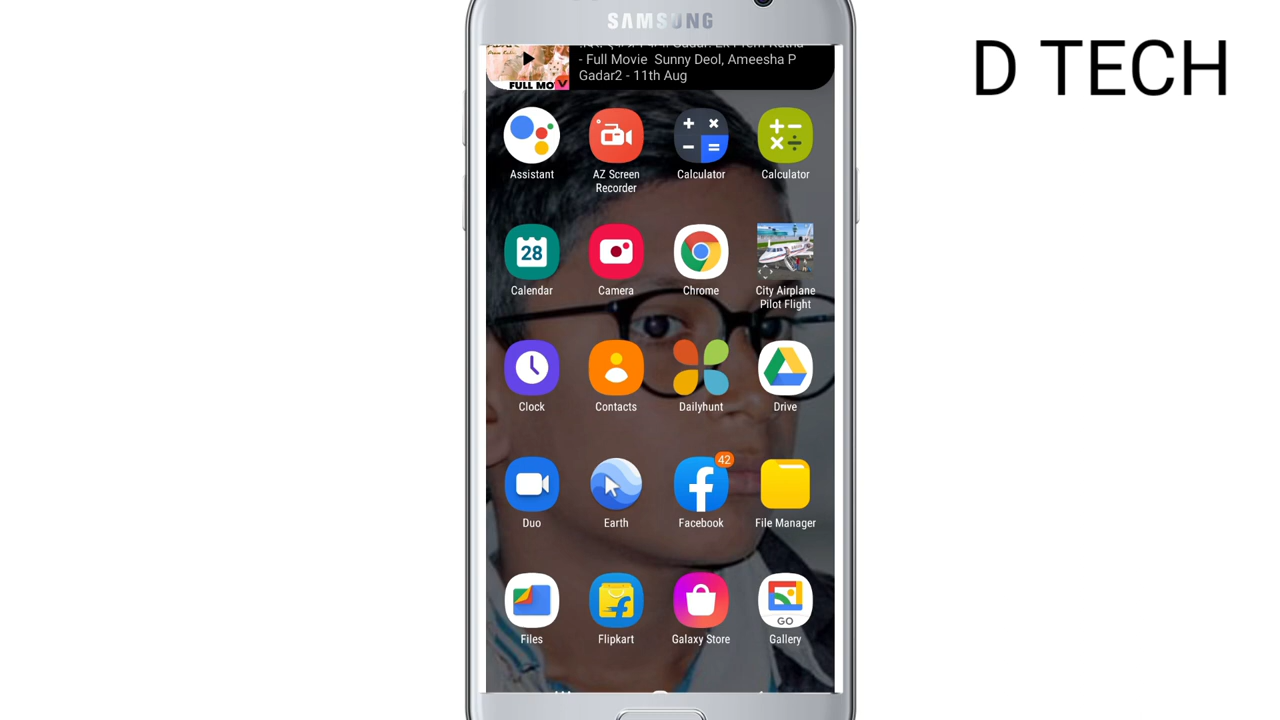 SAMSUNG
D TECH
- Full Movie Sunny Deol, Ameesha P
Gadar2 - 11th Aug
FULL MO
Assistant
AZ Screen
Recorder
Calculator
Calculator
28
Calendar
Camera
Chrome
City Airplane
Pilot Flight
Clock
Contacts
Dailyhunt
Drive
42
Duo
Earth
Facebook
File Manager
GO
Files
Flipkart
Galaxy Store
Gallery